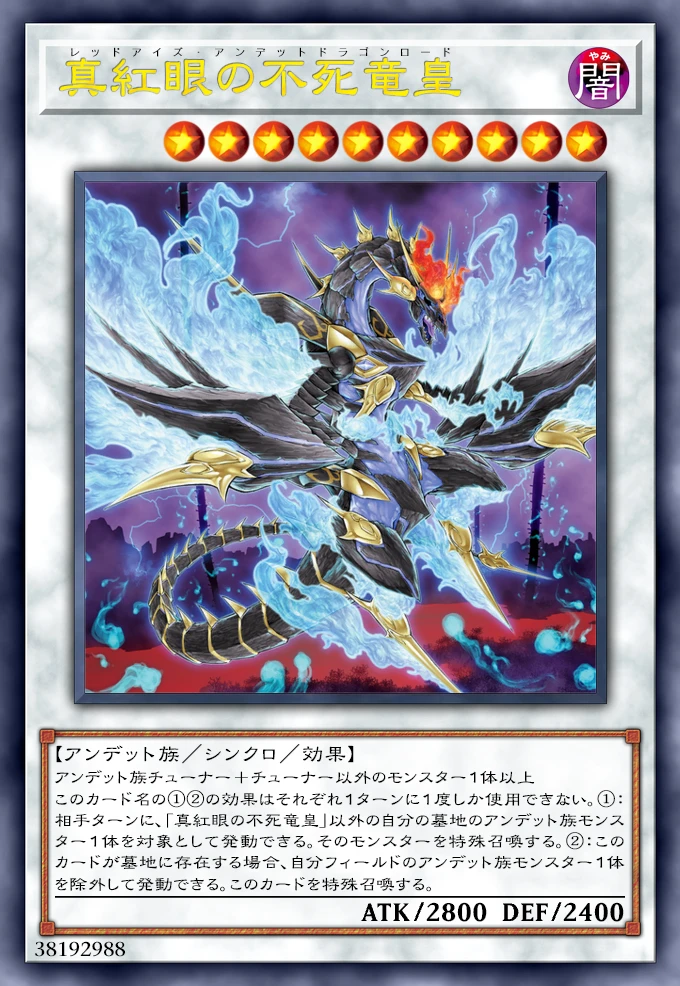 レッドアイズ・アンデットドラゴンロード
真紅眼の不死竜皇
やみ
闇
【アンデット族／シンクロ／効果】
アンデット族チューナー＋チューナー以外のモンスター1体以上
このカード名の①②の効果はそれぞれ1ターンに1度しか使用できない。①：
相手ターンに、「真紅眼の不死竜皇」以外の自分の墓地のアンデット族モンス
ター1体を対象として発動できる。そのモンスターを特殊召喚する。②：この
カードが墓地に存在する場合、自分フィールドのアンデット族モンスター1体
を除外して発動できる。このカードを特殊召喚する。
ATK/2800 DEF/2400
38192988